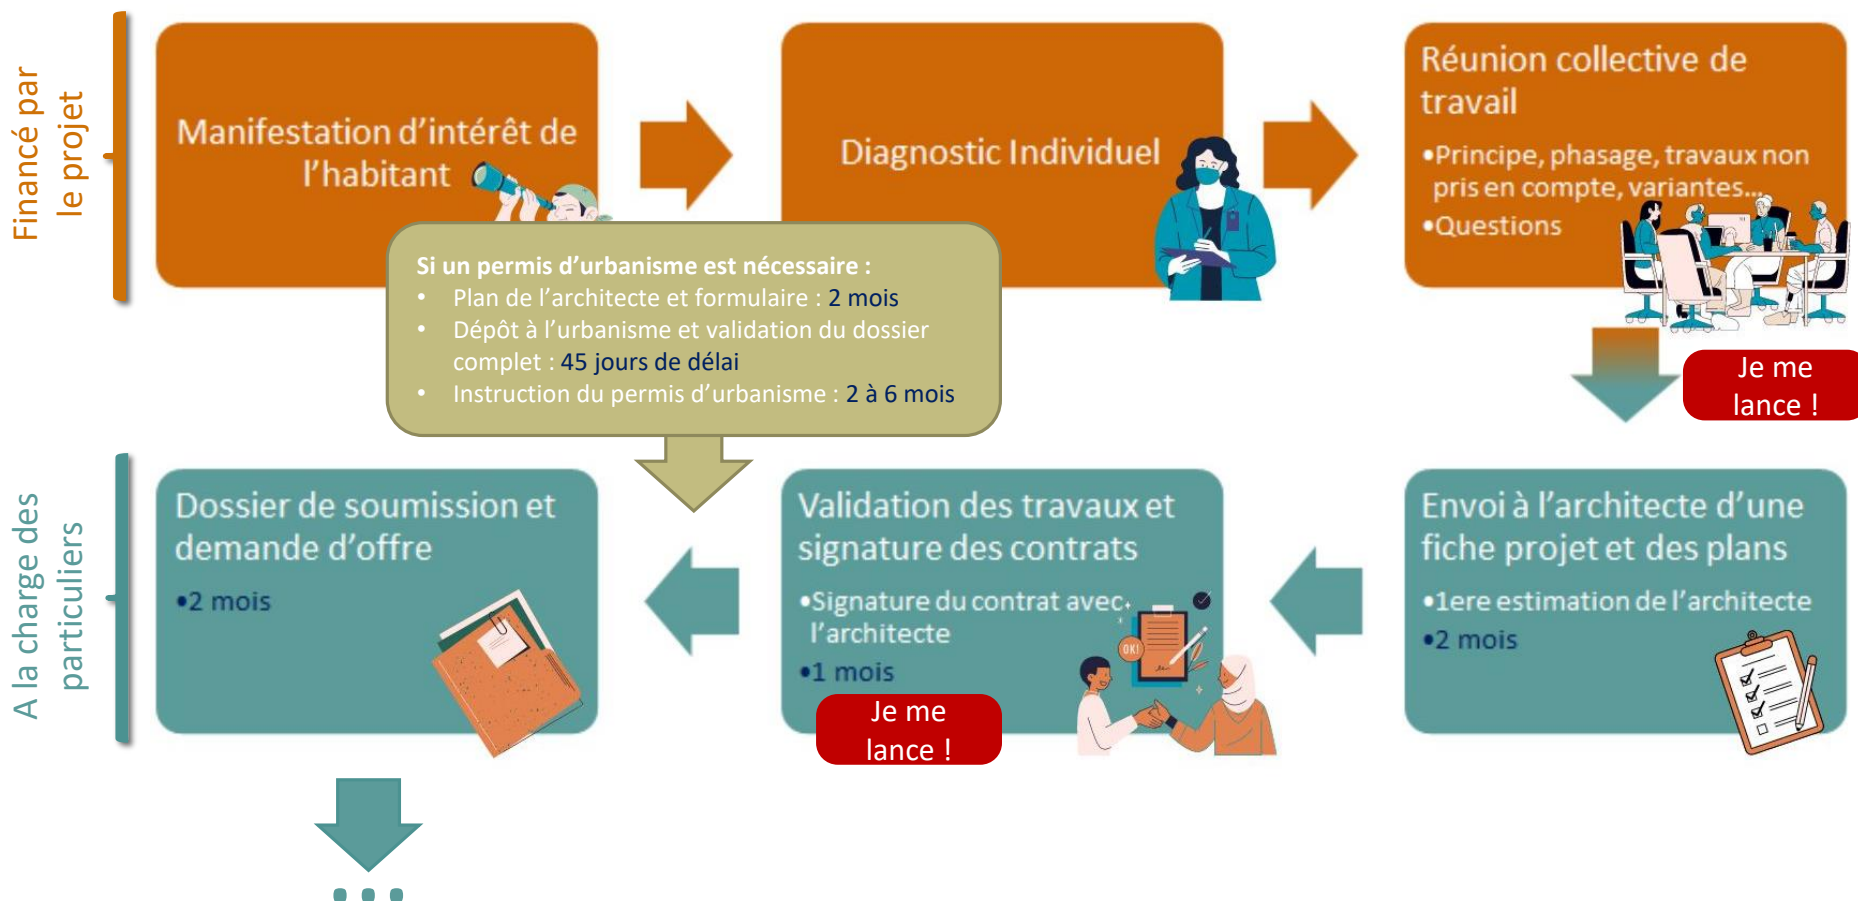 Financé par
le projet
Manifestation d'intérêt de
l'habitant
Diagnostic Individuel
Réunion collective de
travail
•Principe, phasage, travaux non
pris en compte, variantes...
•Questions
Si un permis d'urbanisme est nécessaire :
• Plan de l'architecte et formulaire : 2 mois
• Dépôt à l'urbanisme et validation du dossier
complet : 45 jours de délai
• Instruction du permis d'urbanisme : 2 à 6 mois
Je me
lance !
A la charge des
particuliers
Dossier de soumission et
demande d'offre
•2 mois
Validation des travaux et
signature des contrats
•Signature du contrat avec
l'architecte
•1 mois
OK!
Je me
lance !
Envoi à l'architecte d'une
fiche projet et des plans
•1ere estimation de l'architecte
•2 mois
...